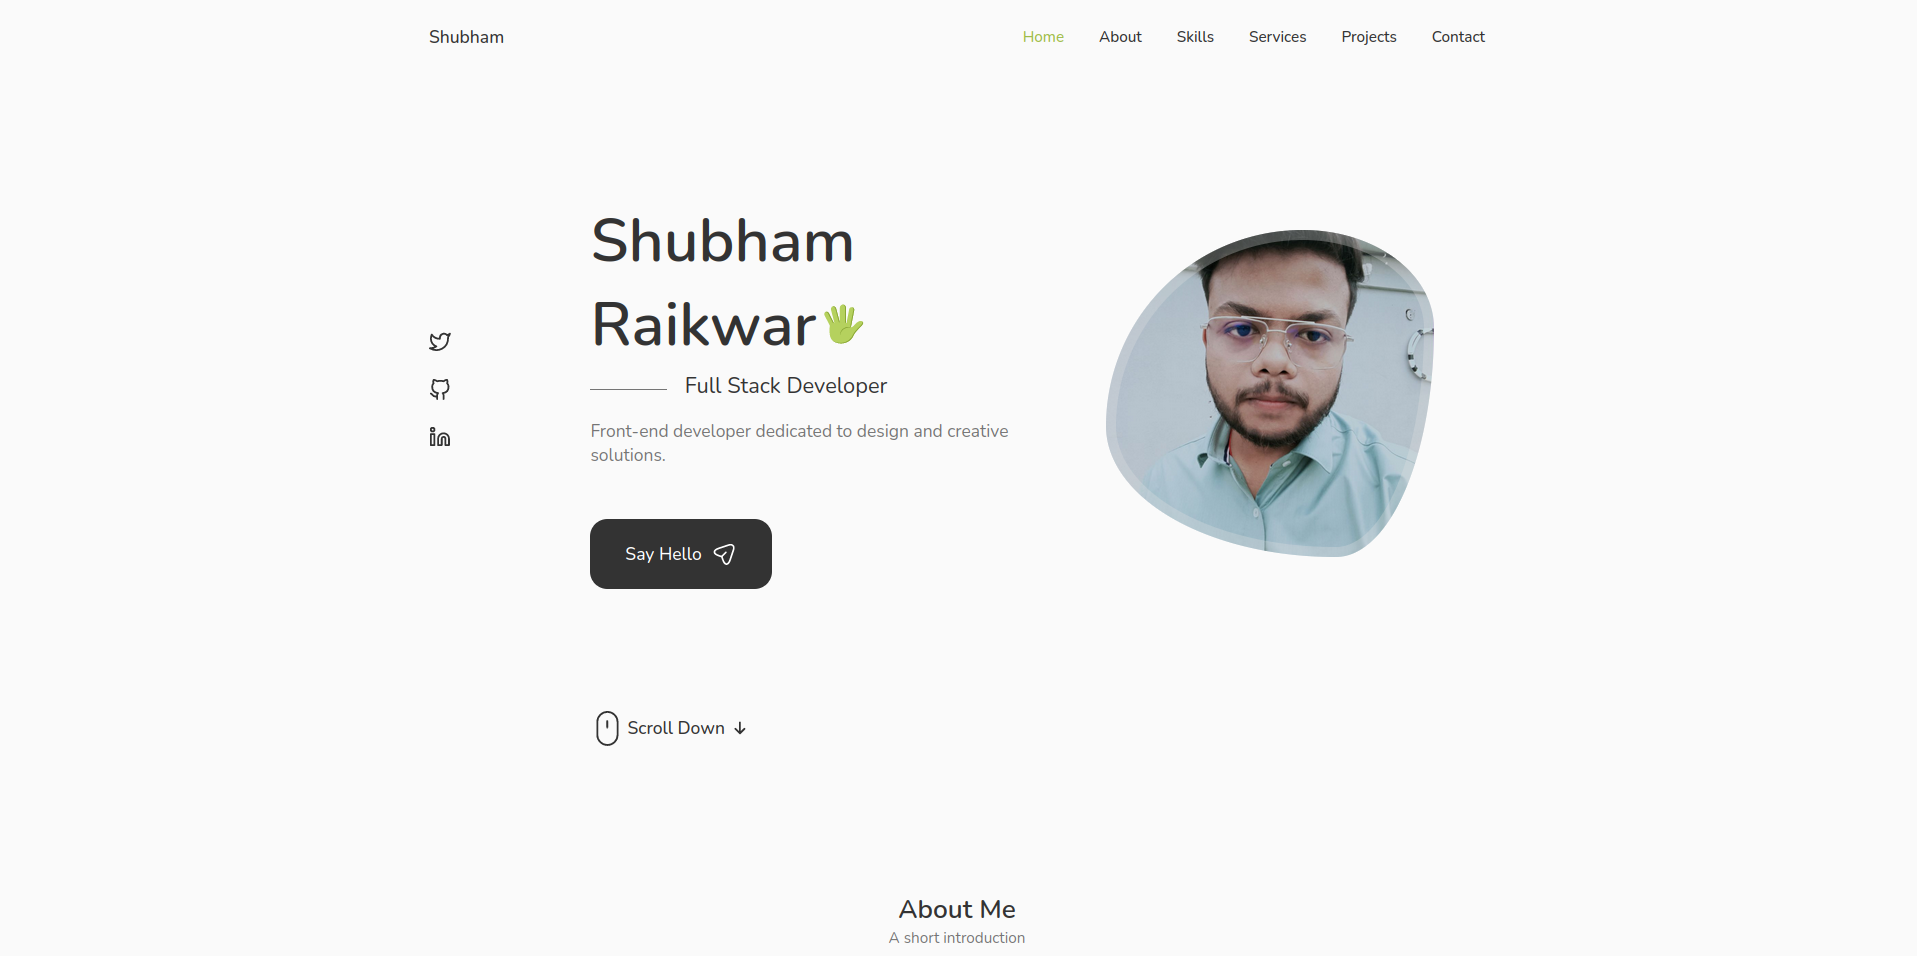 Shubham
Home About Skills Services Projects Contact
Shubham
Raikwar
Full Stack Developer
Front-end developer dedicated to design and creative
solutions.
Say Hello
Scroll Down
About Me
A short introduction